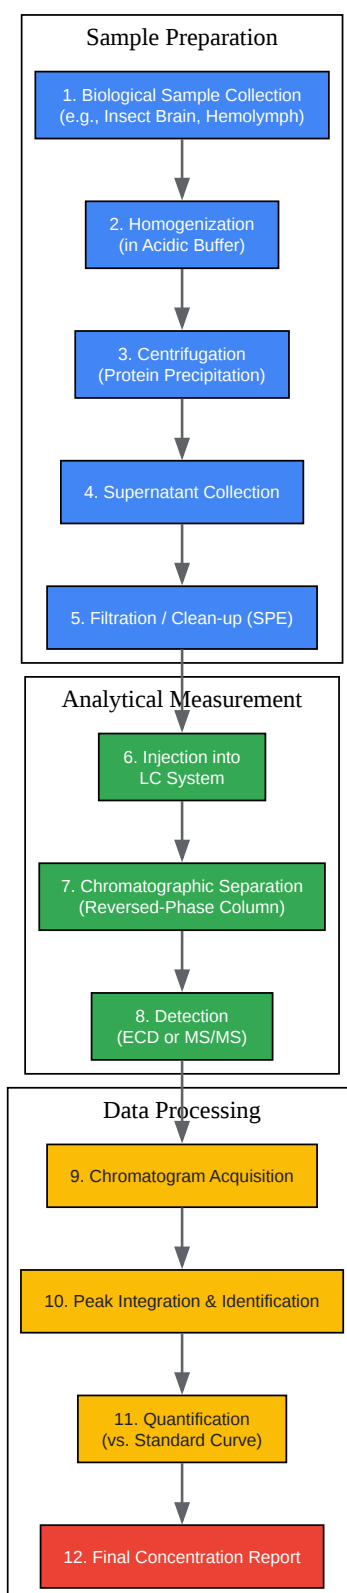 Sample Preparation
1. Biological Sample Collection
(e.g., Insect Brain, Hemolymph)
2. Homogenization
(in Acidic Buffer)
3. Centrifugation
(Protein Precipitation)
4. Supernatant Collection
5. Filtration / Clean-up (SPE)
Analytical Measurement
6. Injection into
LC System
7. Chromatographic Separation
(Reversed-Phase Column)
8. Detection
(ECD or MS/MS)
Data Processing
9. Chromatogram Acquisition
10. Peak Integration & Identification
11. Quantification
(vs. Standard Curve)
12. Final Concentration Report